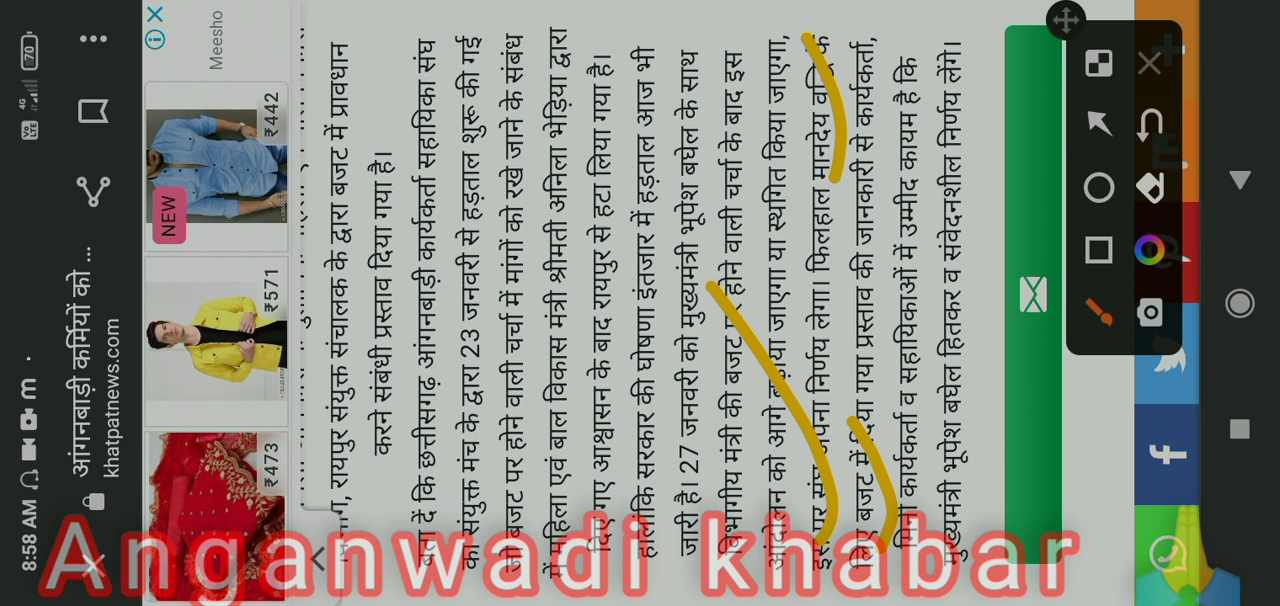 8:58 AM
4G
VoLTE
70
आंगनबाड़ी कर्मियों को ...
khatpatnews.com
₹473
₹571
NEW
₹442
Meesho
रायपुर संयुक्त संचालक के द्वारा बजट में प्रावधान
करने संबंधी प्रस्ताव दिया गया है।
बता दें कि छत्तीसगढ़ आंगनबाड़ी कार्यकर्ता सहायिका संघ
का संयुक्त मंच के द्वारा 23 जनवरी से हड़ताल शुरू की गई
जो बजट पर होने वाली चर्चा में मांगों को रखे जाने के संबंध
में महिला एवं बाल विकास मंत्री श्रीमती अनिला भेड़िया द्वारा
दिए गए आश्वासन के बाद रायपुर से हटा लिया गया है।
हालांकि सरकार की घोषणा इंतजार में हड़ताल आज भी
जारी है। 27 जनवरी को मुख्यमंत्री भूपेश बघेल के साथ
विभागीय मंत्री की बजट पर होने वाली चर्चा के बाद इस
आंदोलन को आगे बढ़ाया जाएगा या स्थगित किया जाएगा,
इस पर संघ अपना निर्णय लेगा। फिलहाल मानदेय वृद्धि के
लिए बजट में दिया गया प्रस्ताव की जानकारी से कार्यकर्ता,
मिनी कार्यकर्ता व सहायिकाओं में उम्मीद कायम है कि
मुख्यमंत्री भूपेश बघेल हितकर व संवेदनशील निर्णय लेंगे।
Anganwadi khabar